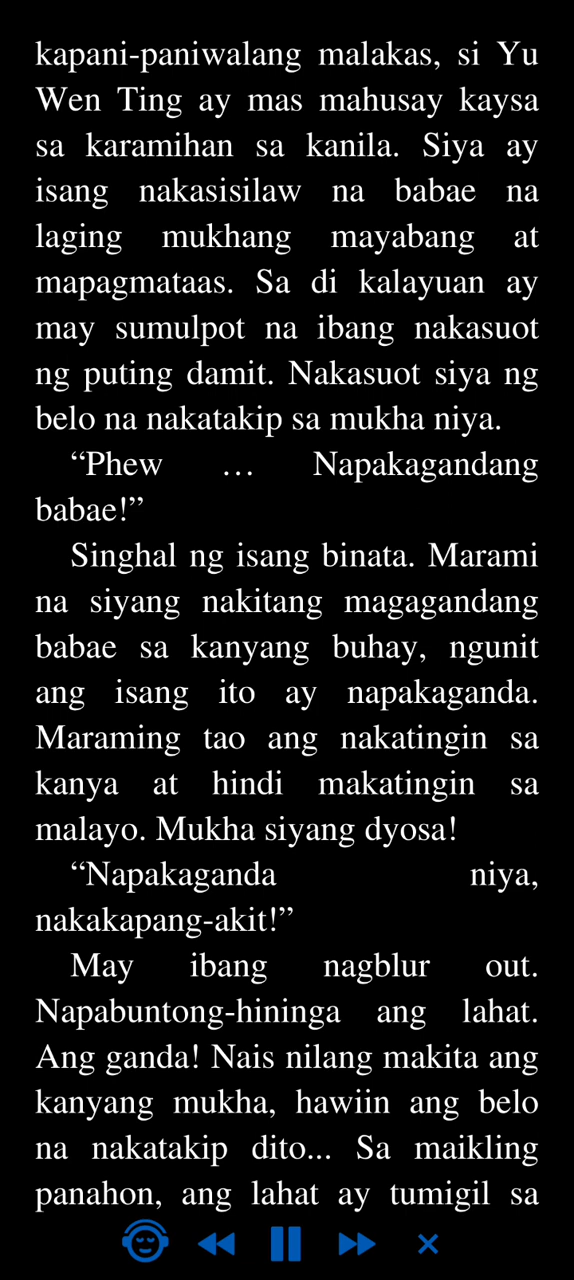 kapani-paniwalang malakas, si Yu
Wen Ting ay mas mahusay kaysa
sa karamihan sa kanila. Siya ay
isang nakasisilaw na babae na
laging mukhang mayabang at
mapagmataas. Sa di kalayuan ay
may sumulpot na ibang nakasuot
ng puting damit. Nakasuot siya ng
belo na nakatakip sa mukha niya.
“Phew … Napakagandang
babae!”
Singhal ng isang binata. Marami
na siyang nakitang magagandang
babae sa kanyang buhay, ngunit
ang isang ito ay napakaganda.
Maraming tao ang nakatingin sa
kanya at hindi makatingin sa
malayo. Mukha siyang dyosa!
“Napakaganda niya,
nakakapang-akit!”
May ibang nagblur out.
Napabuntong-hininga ang lahat.
Ang ganda! Nais nilang makita ang
kanyang mukha, hawiin ang belo
na nakatakip dito... Sa maikling
panahon, ang lahat ay tumigil sa